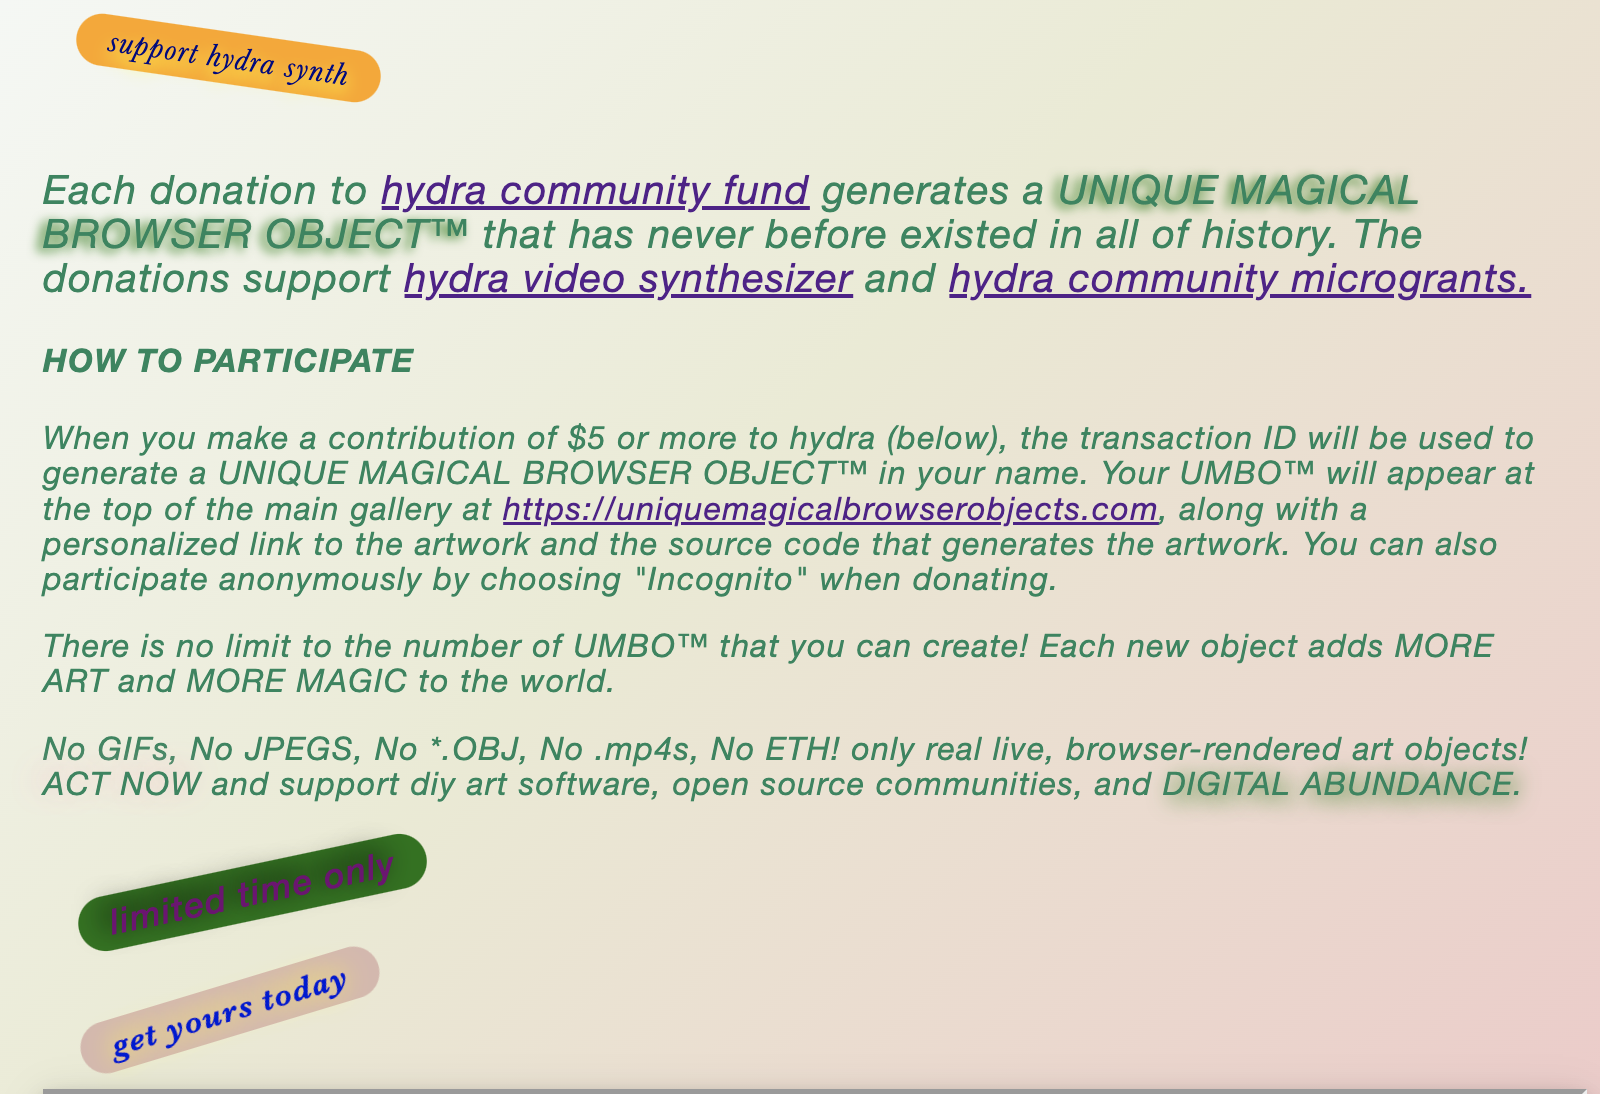 support hydra synth
Each donation to hydra community fund generates a UNIQUE MAGICAL
BROWSER OBJECT™ that has never before existed in all of history. The
donations support hydra video synthesizer and hydra community microgrants.
HOW TO PARTICIPATE
When you make a contribution of $5 or more to hydra (below), the transaction ID will be used to
generate a UNIQUE MAGICAL BROWSER OBJECT™ in your name. Your UMBO™ will appear at
the top of the main gallery at https://uniquemagicalbrowserobjects.com, along with a
personalized link to the artwork and the source code that generates the artwork. You can also
participate anonymously by choosing "Incognito" when donating.
There is no limit to the number of UMBO™ that you can create! Each new object adds MORE
ART and MORE MAGIC to the world.
No GIFs, No JPEGS, No *.OBJ, No .mp4s, No ETH! only real live, browser-rendered art objects!
ACT NOW and support diy art software, open source communities, and DIGITAL ABUNDANCE.
limited time only
get yours today